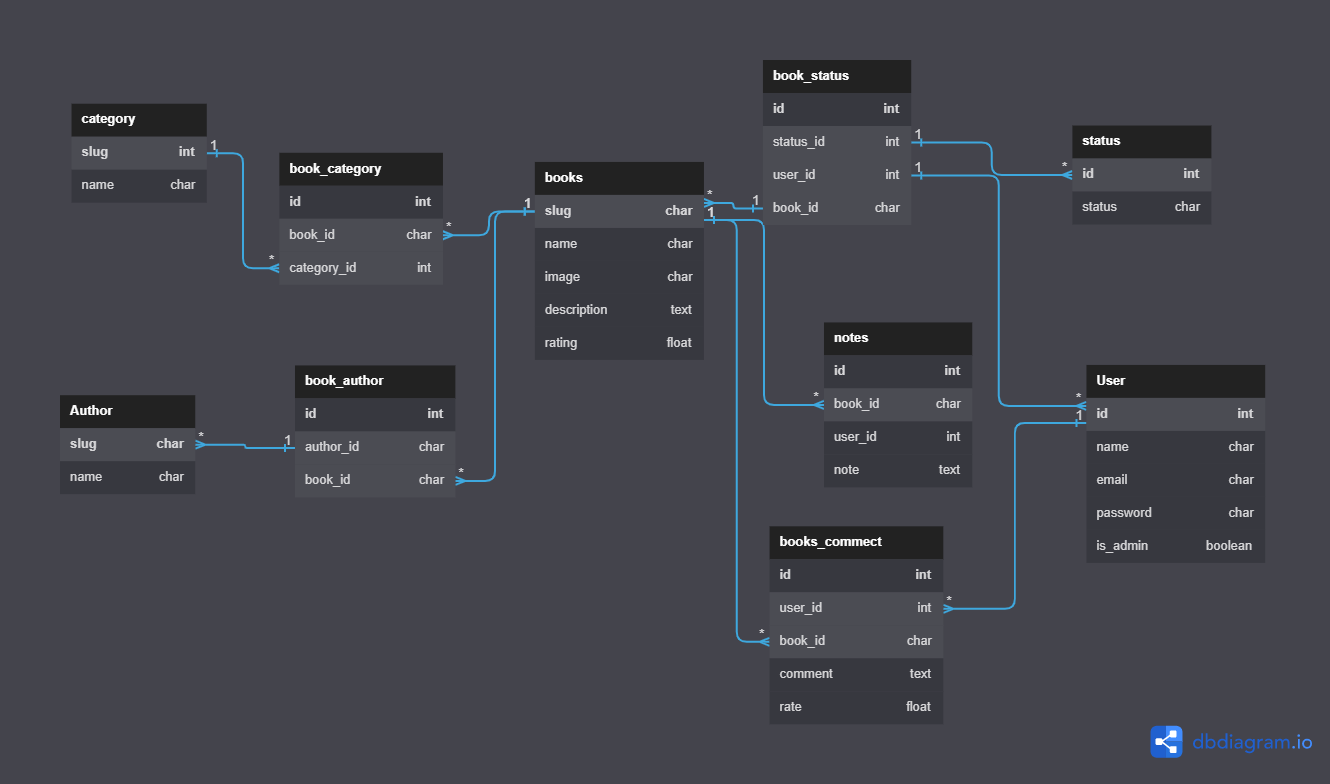 category
slug int
name char
book_category
id int
book_id char
category_id int
books
slug char
name char
image char
description text
rating float
book_status
id int
status_id int
user_id int
book_id char
status
id int
status char
Author
slug char
name char
book_author
id int
author_id char
book_id char
notes
id int
book_id char
user_id int
note text
User
id int
name char
email char
password char
is_admin boolean
books_commect
id int
user_id int
book_id char
comment text
rate float
1
*
*
1
*
1
*
*
1
1
1
1
*
*
*
*
1
*
dbdiagram.io